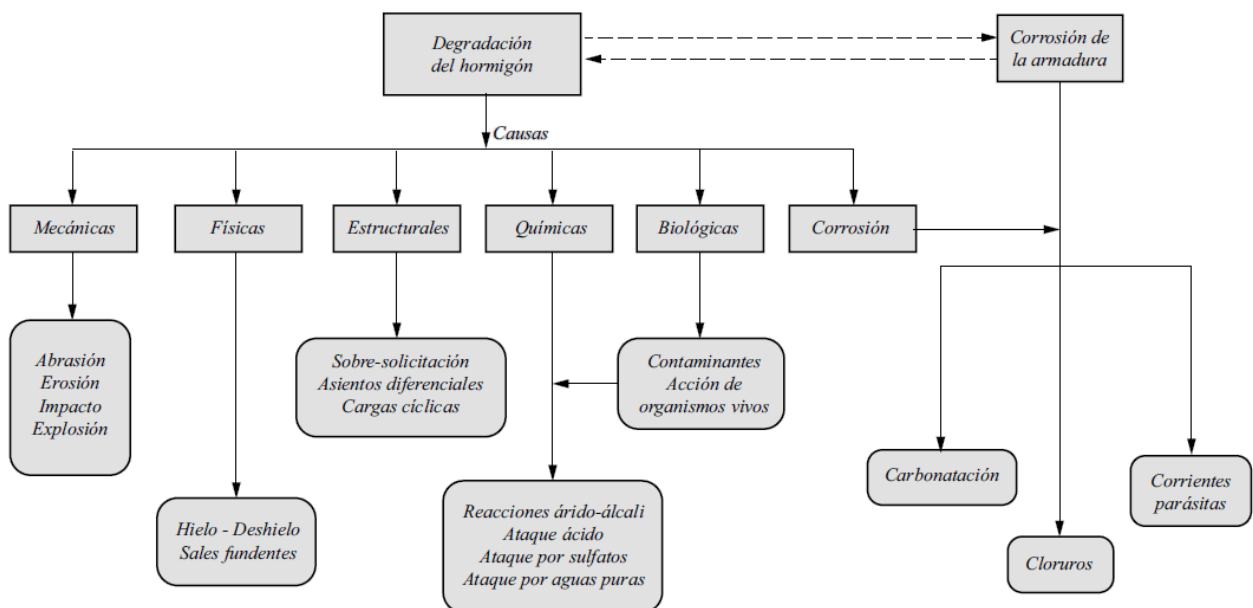 Degradación
del hormigón
Corrosión de
la armadura
Causas
Mecánicas
Físicas
Estructurales
Químicas
Biológicas
Corrosión
Abrasión
Erosión
Impacto
Explosión
Sobre-solicitación
Asientos diferenciales
Cargas cíclicas
Contaminantes
Acción de
organismos vivos
Carbonatación
Corrientes
parásitas
Hielo - Deshielo
Sales fundentes
Reacciones árido-álcali
Ataque ácido
Ataque por sulfatos
Ataque por aguas puras
Cloruros